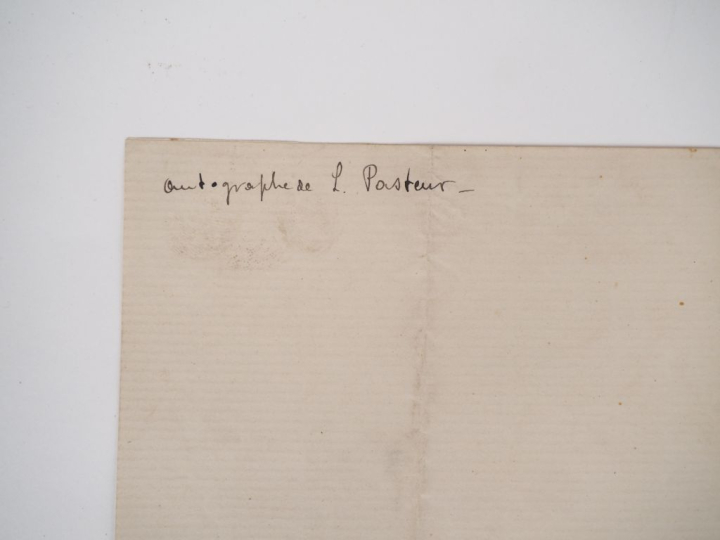 autographe de L. Pasteur –